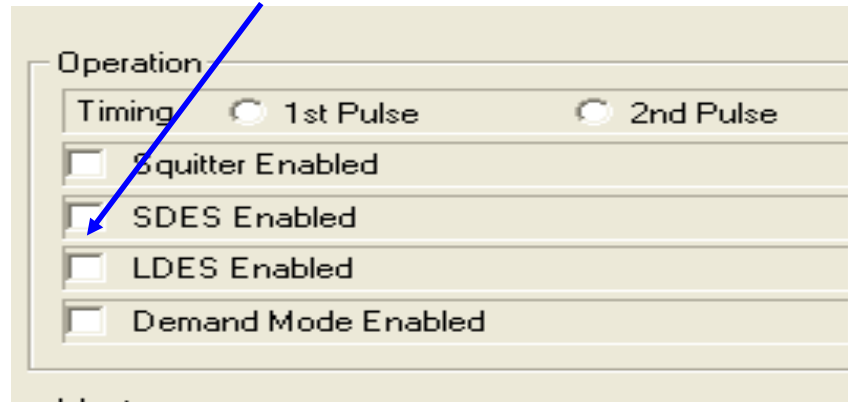 Operation
Timing 1st Pulse 2nd Pulse
Squitter Enabled
SDES Enabled
LDES Enabled
Demand Mode Enabled